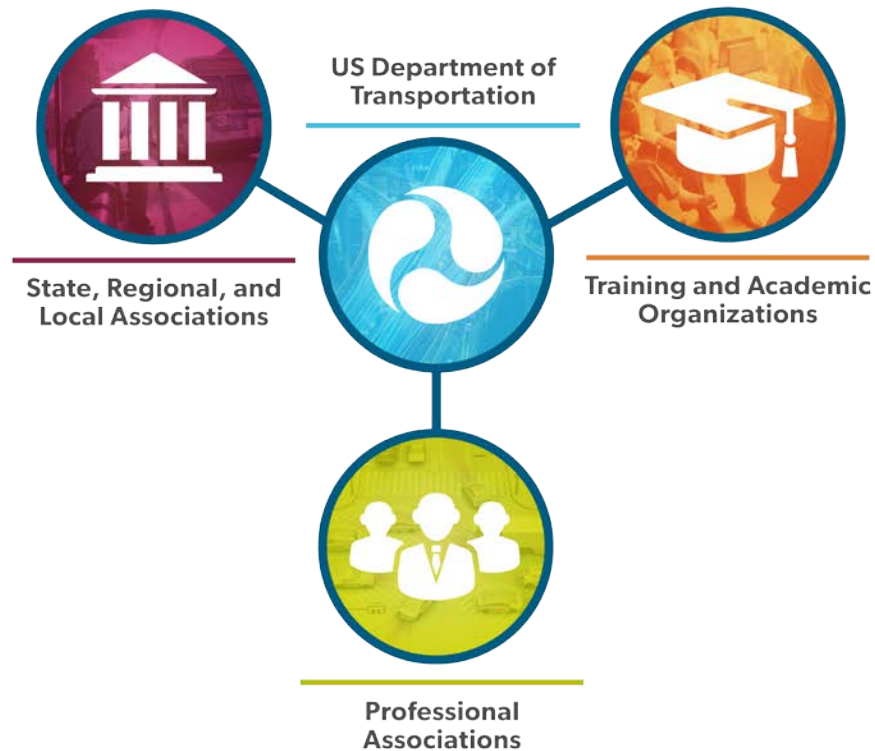 US Department of
Transportation
State, Regional, and
Local Associations
Training and Academic
Organizations
Professional
Associations